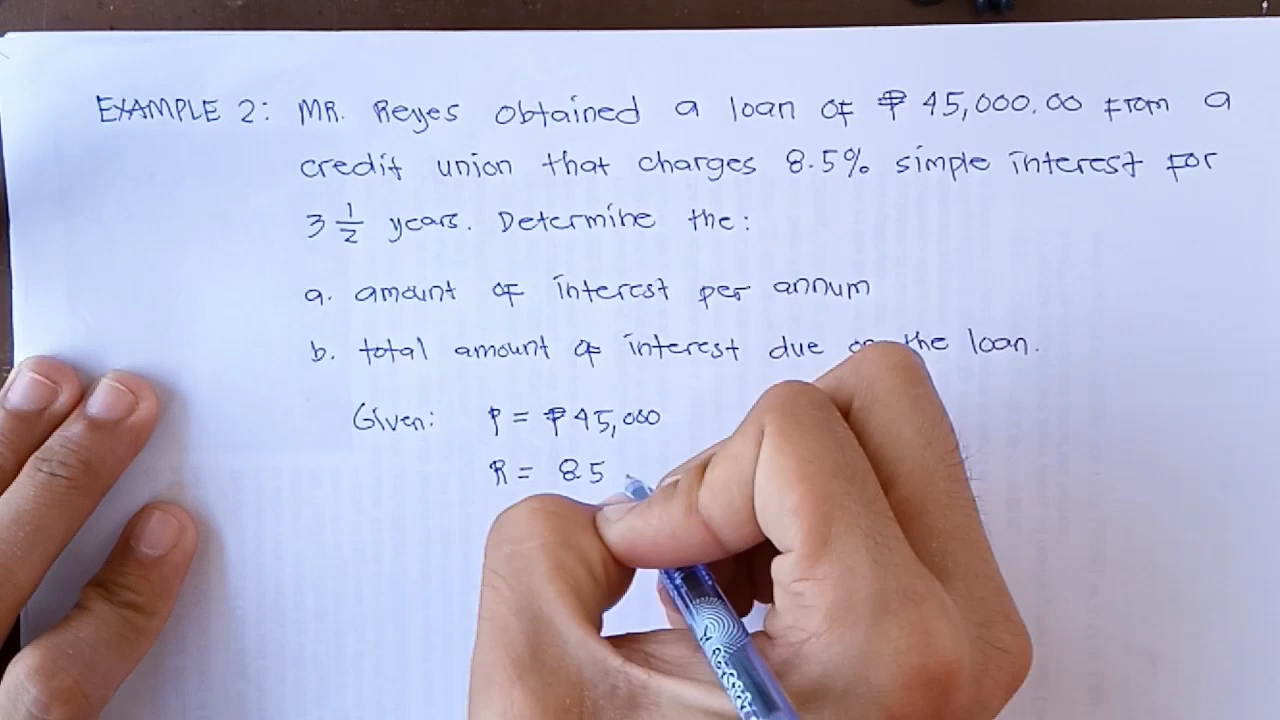 EXAMPLE 2: MR. Reyes obtained a loan of ₱ 45,000.00 from a
credit union that charges 8.5% simple interest for
3 1/2 years. Determine the:
a. amount of interest per annum
b. total amount of interest due the loan.
Given: P = ₱45,000
R = 8.5